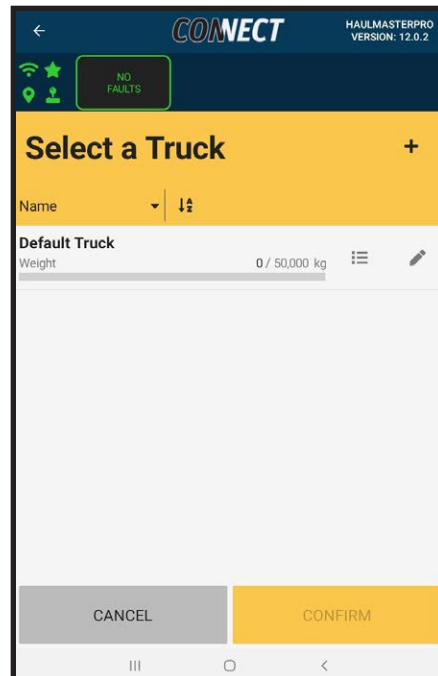 CONNECT
HAULMASTERPRO
VERSION: 12.0.2
NO
FAULTS
Select a Truck
+
Name
Default Truck
Weight 0 / 50,000 kg
CANCEL
CONFIRM